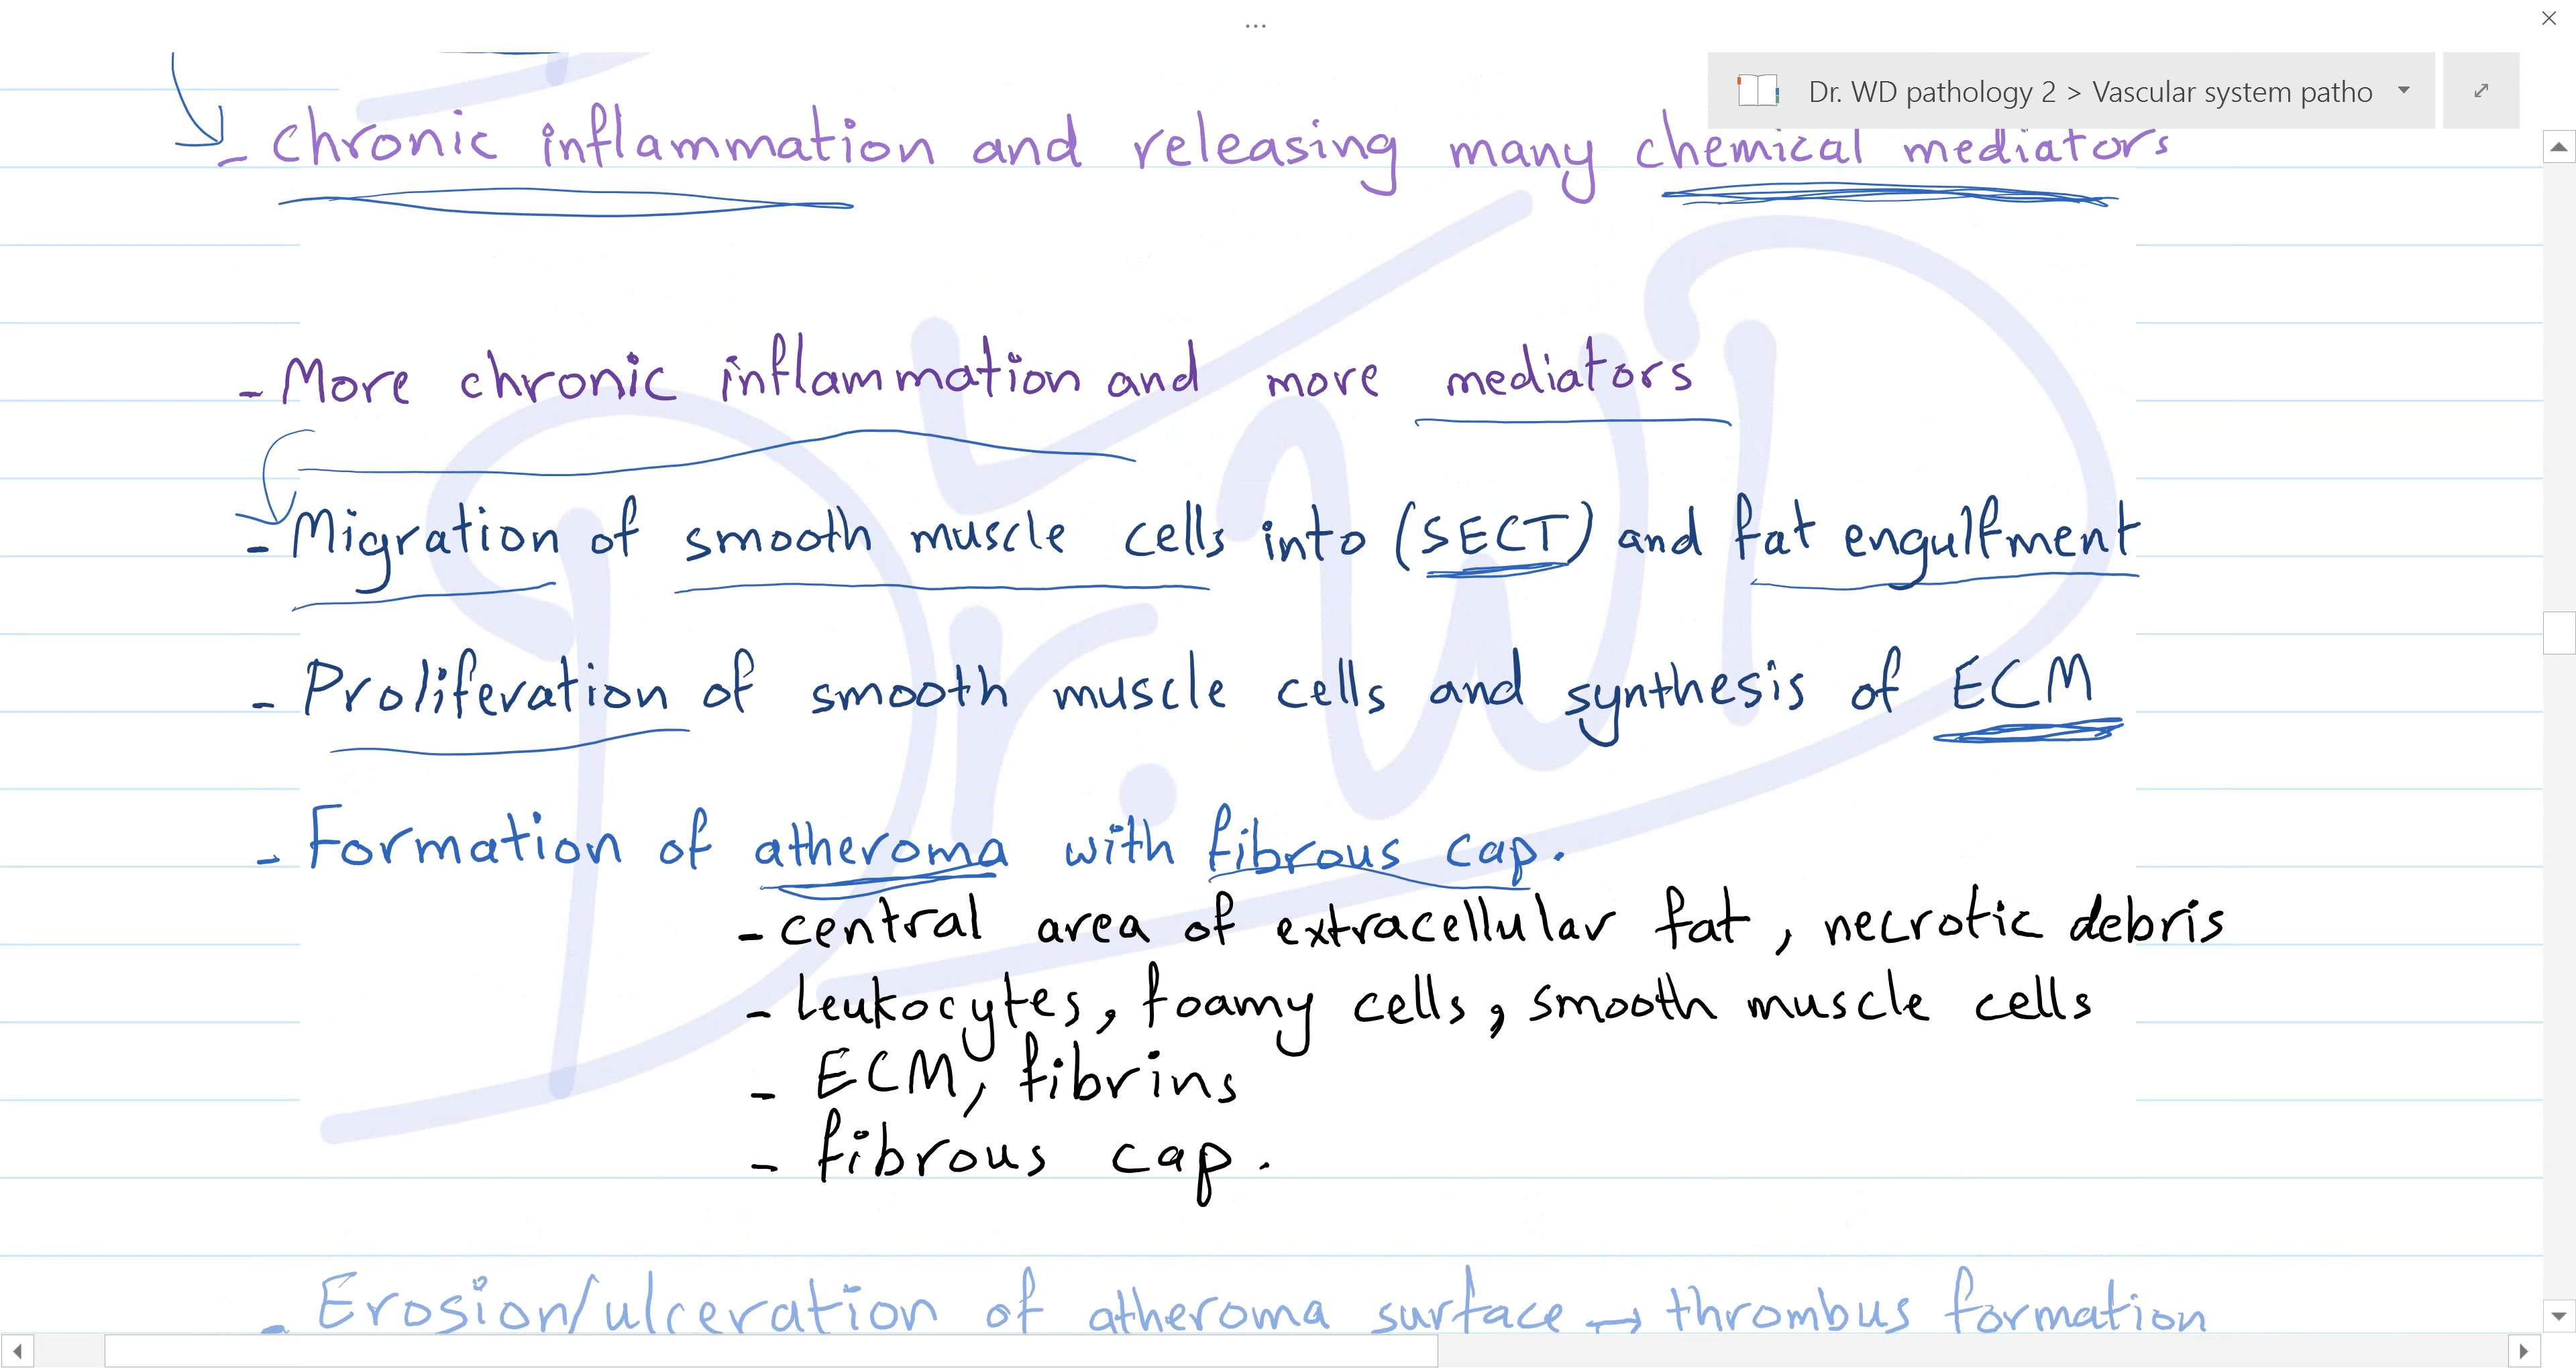 ...
Dr. WD pathology 2 > Vascular system patho
- chronic inflammation and releasing many chemical mediators
- More chronic inflammation and more mediators
- Migration of smooth muscle cells into (SECT) and fat engulfment
- Proliferation of smooth muscle cells and synthesis of ECM
- Formation of atheroma with fibrous cap.
- central area of extracellular fat, necrotic debris
- leukocytes, foamy cells, smooth muscle cells
- ECM, fibrins
- fibrous cap.
- Erosion/ulceration of atheroma surface → thrombus formation
Dr. WD